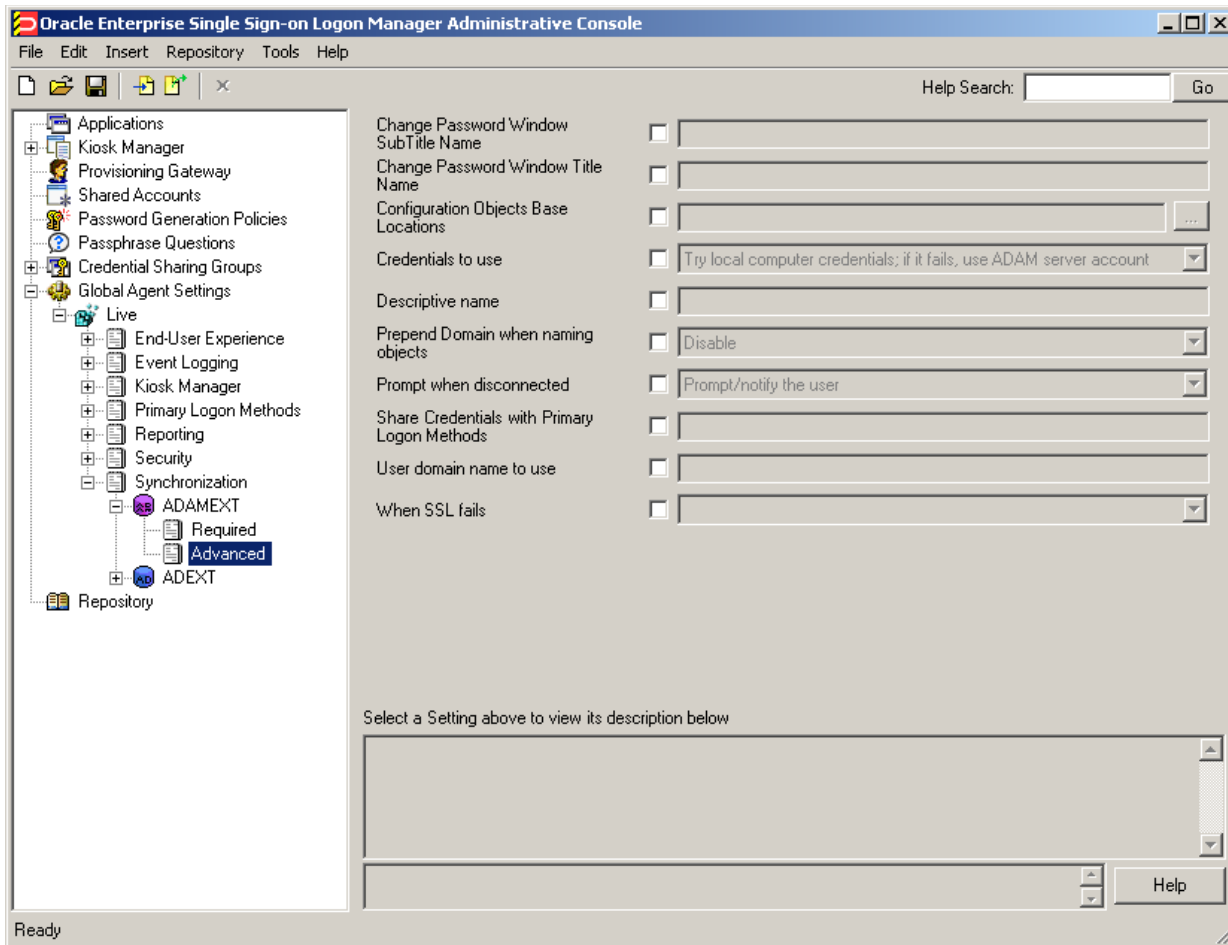 Oracle Enterprise Single Sign-on Logon Manager Administrative Console
File Edit Insert Repository Tools Help
Help Search: Go
Applications
Kiosk Manager
Provisioning Gateway
Shared Accounts
Password Generation Policies
Passphrase Questions
Credential Sharing Groups
Global Agent Settings
Live
End-User Experience
Event Logging
Kiosk Manager
Primary Logon Methods
Reporting
Security
Synchronization
ADAMEXT
Required
Advanced
AD ADEXT
Repository
Change Password Window
SubTitle Name
Change Password Window Title
Name
Configuration Objects Base
Locations
...
Credentials to use Try local computer credentials; if it fails, use ADAM server account
Descriptive name
Prepend Domain when naming
objects
Disable
Prompt when disconnected Prompt/notify the user
Share Credentials with Primary
Logon Methods
User domain name to use
When SSL fails
Select a Setting above to view its description below
Help
Ready